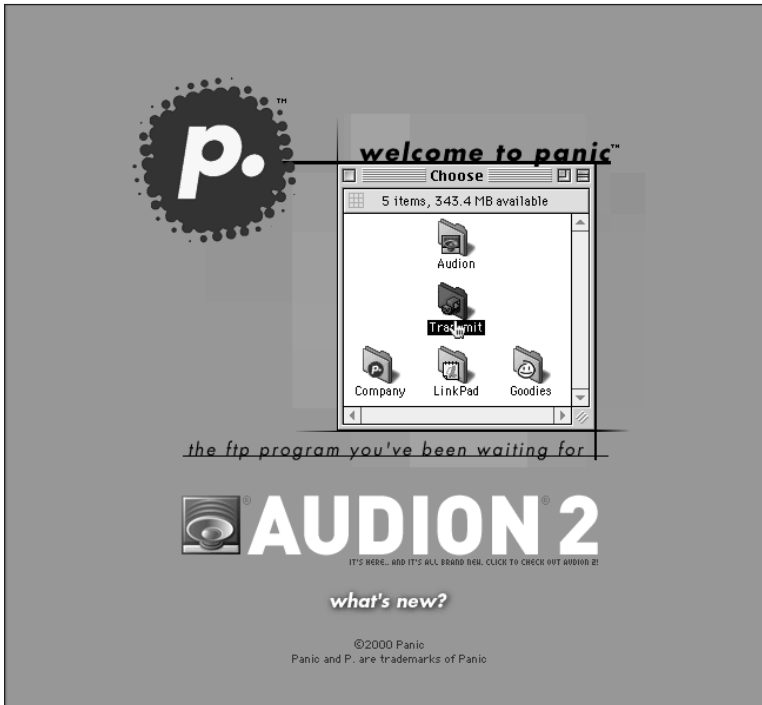 p.™
welcome to panic™
Choose
5 items, 343.4 MB available
Audion
Transmit
Company
LinkPad
Goodies
the ftp program you've been waiting for
®AUDION®2
IT'S HERE.. AND IT'S ALL BRAND NEW. CLICK TO CHECK OUT AUDION 2!
what's new?
©2000 Panic
Panic and P. are trademarks of Panic